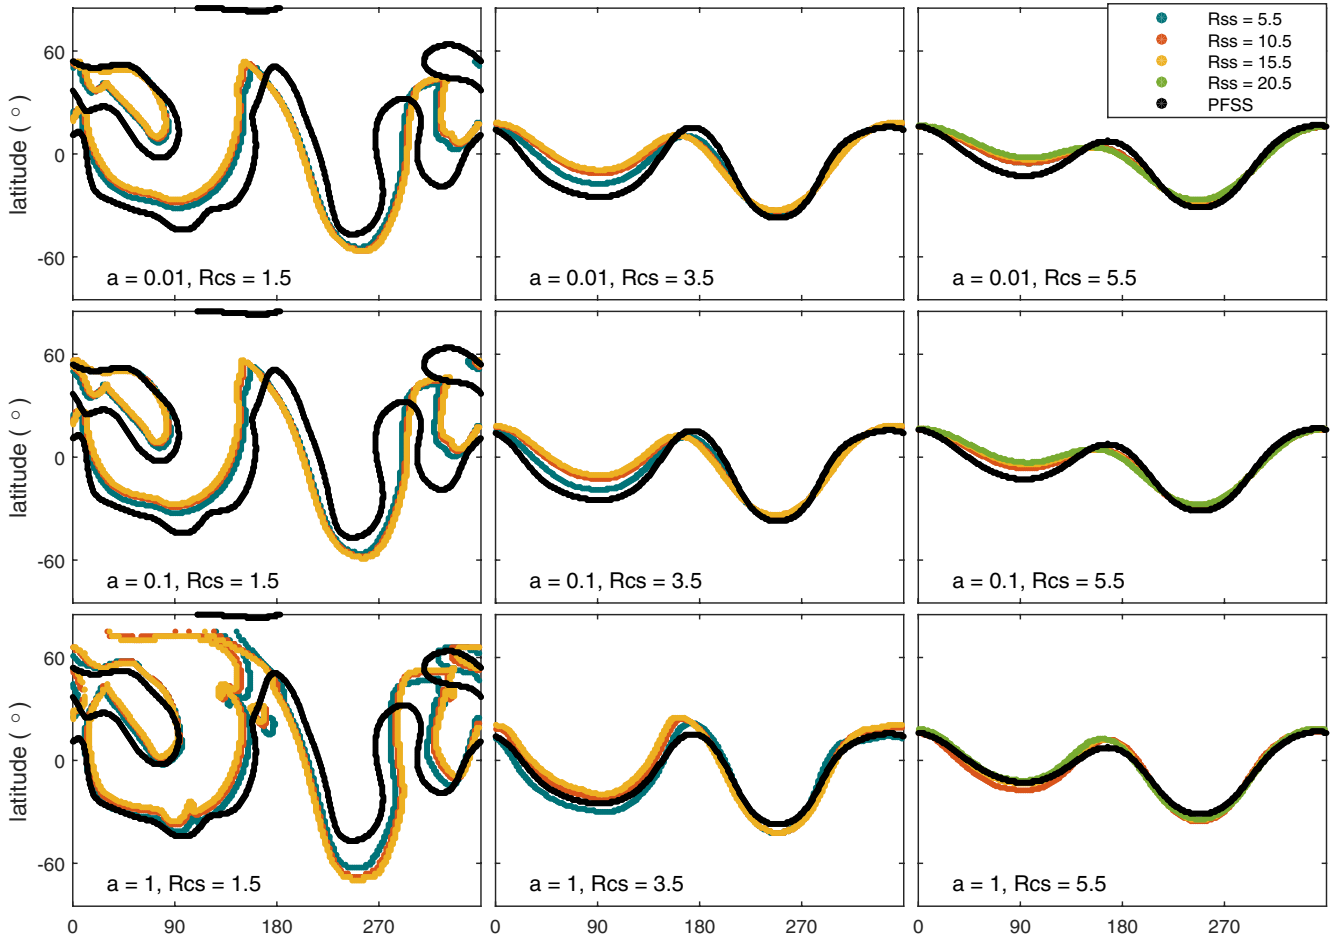 Rss = 5.5
Rss = 10.5
Rss = 15.5
Rss = 20.5
PFSS
60
0
-60
latitude ( ○ )
a = 0.01, Rcs = 1.5
a = 0.01, Rcs = 3.5
a = 0.01, Rcs = 5.5
60
0
-60
latitude ( ○ )
a = 0.1, Rcs = 1.5
a = 0.1, Rcs = 3.5
a = 0.1, Rcs = 5.5
60
0
-60
latitude ( ○ )
a = 1, Rcs = 1.5
a = 1, Rcs = 3.5
a = 1, Rcs = 5.5
0 90 180 270 0 90 180 270 0 90 180 270